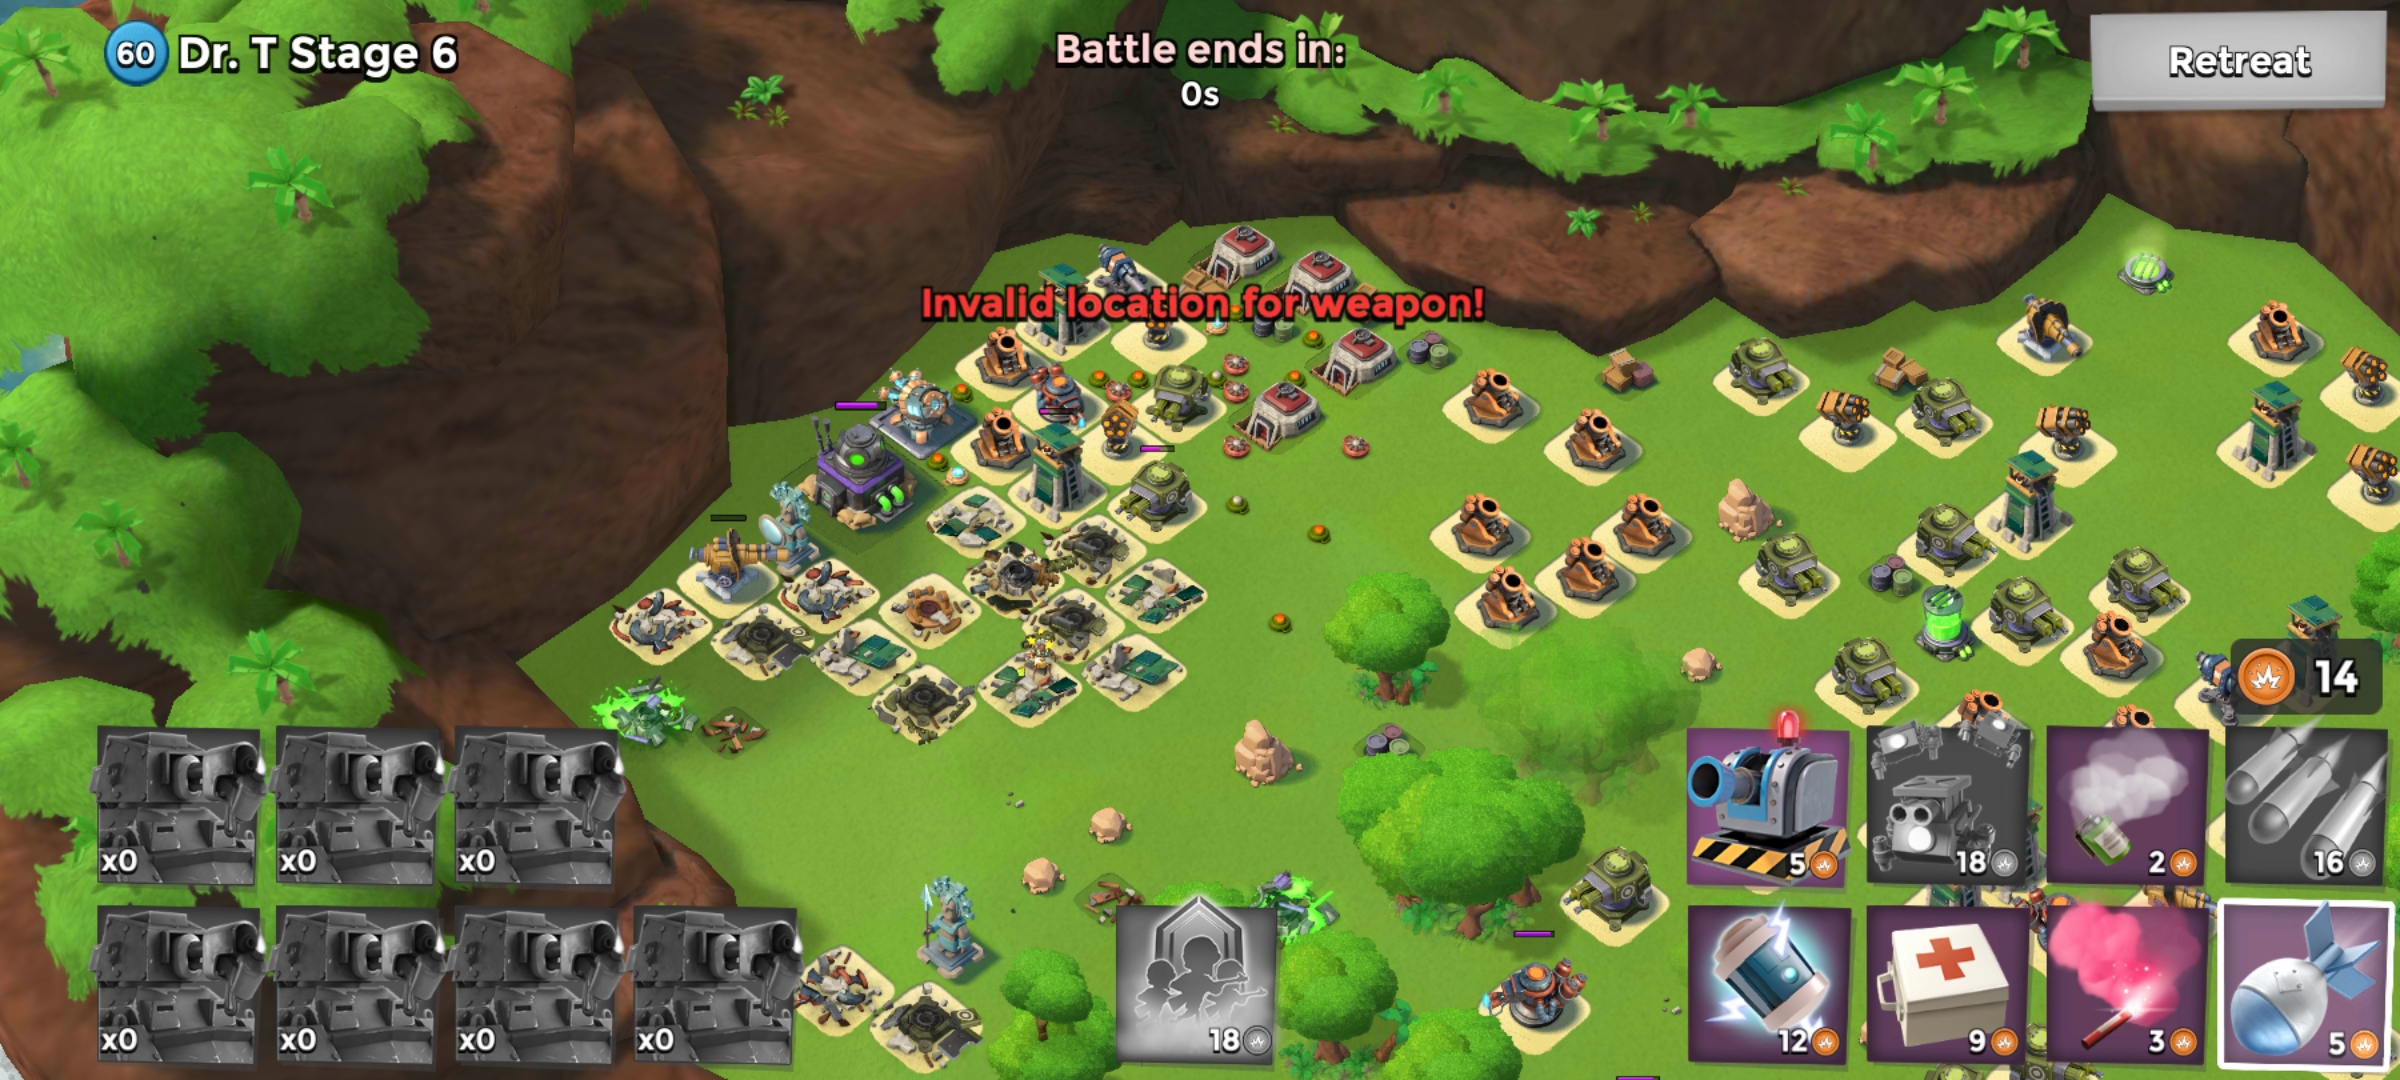 60 Dr. T Stage 6
Battle ends in:
0s
Retreat
Invalid location for weapon!
14
x0
x0
x0
5
18
2
16
x0
x0
x0
x0
18
12
9
3
5